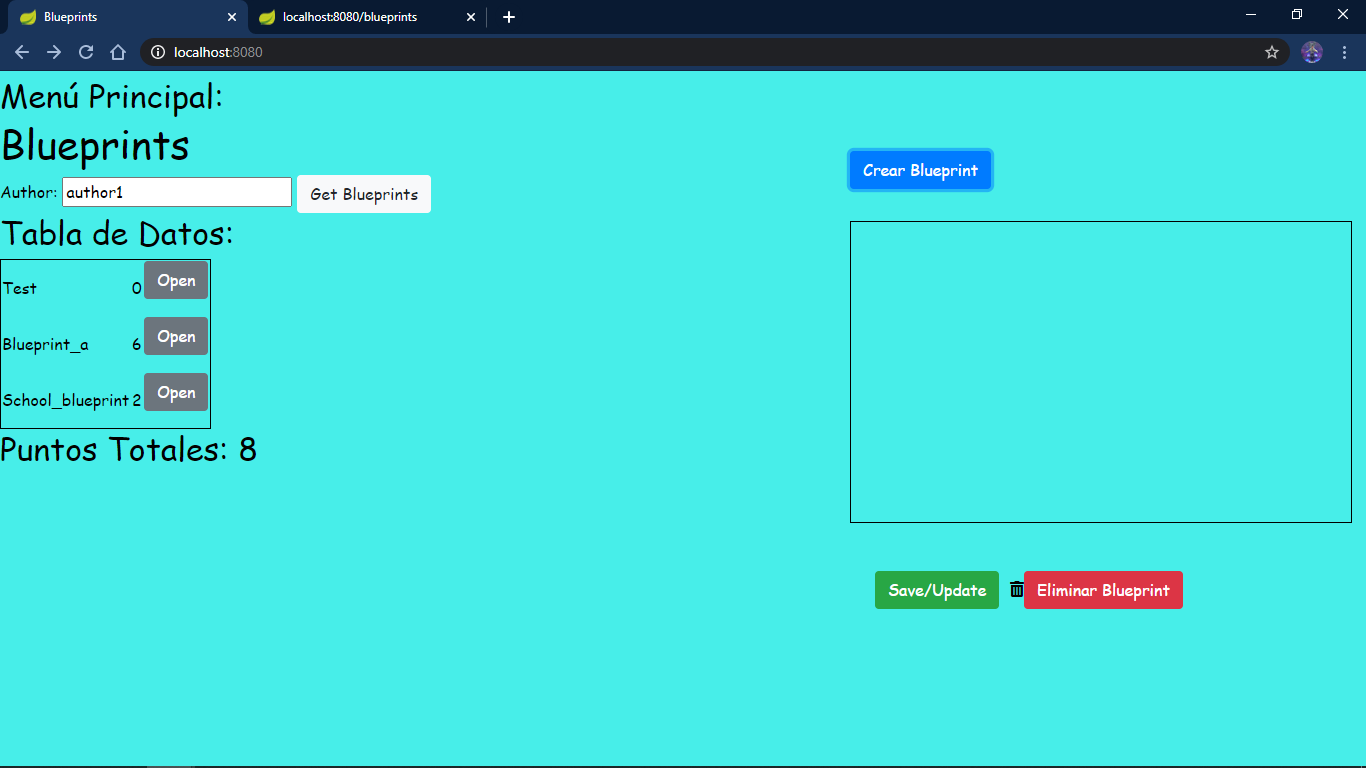 Blueprints
localhost:8080/blueprints
localhost:8080
Menú Principal:
Blueprints
Author: author1 Get Blueprints
Tabla de Datos:
Test 0 Open
Blueprint_a 6 Open
School_blueprint 2 Open
Puntos Totales: 8
Crear Blueprint
Save/Update Eliminar Blueprint